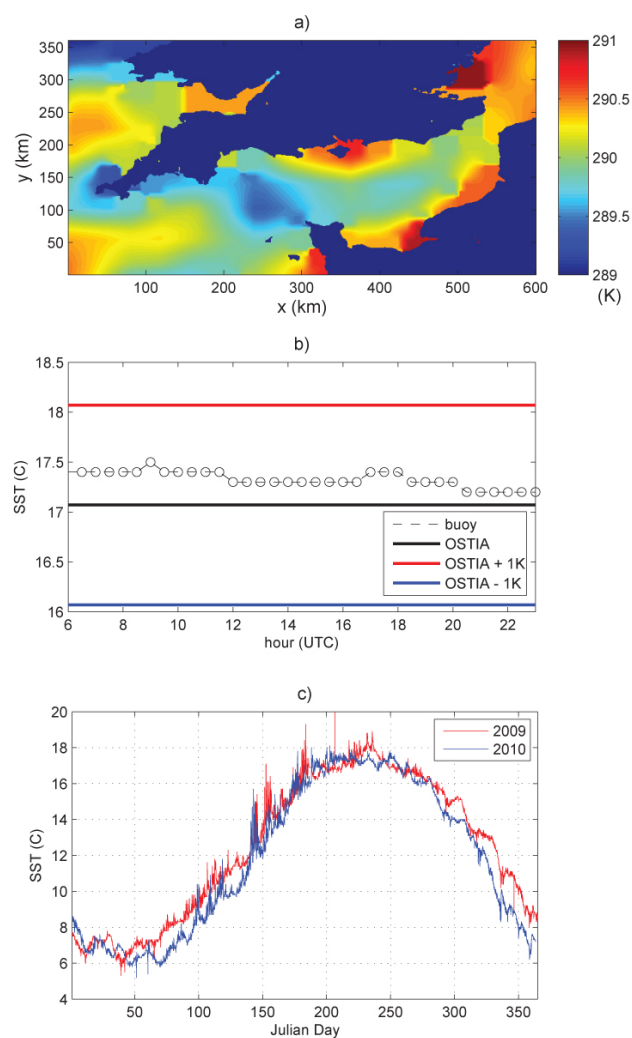 a)
350
300
250
200
150
100
50
y (km)
100 200 300 400 500 600
x (km)
291
290.5
290
289.5
289
(K)
b)
18.5
18
17.5
17
16.5
16
SST (C)
buoy
OSTIA
OSTIA + 1K
OSTIA - 1K
6 8 10 12 14 16 18 20 22
hour (UTC)
c)
20
18
16
14
12
10
8
6
4
SST (C)
2009
2010
50 100 150 200 250 300 350
Julian Day